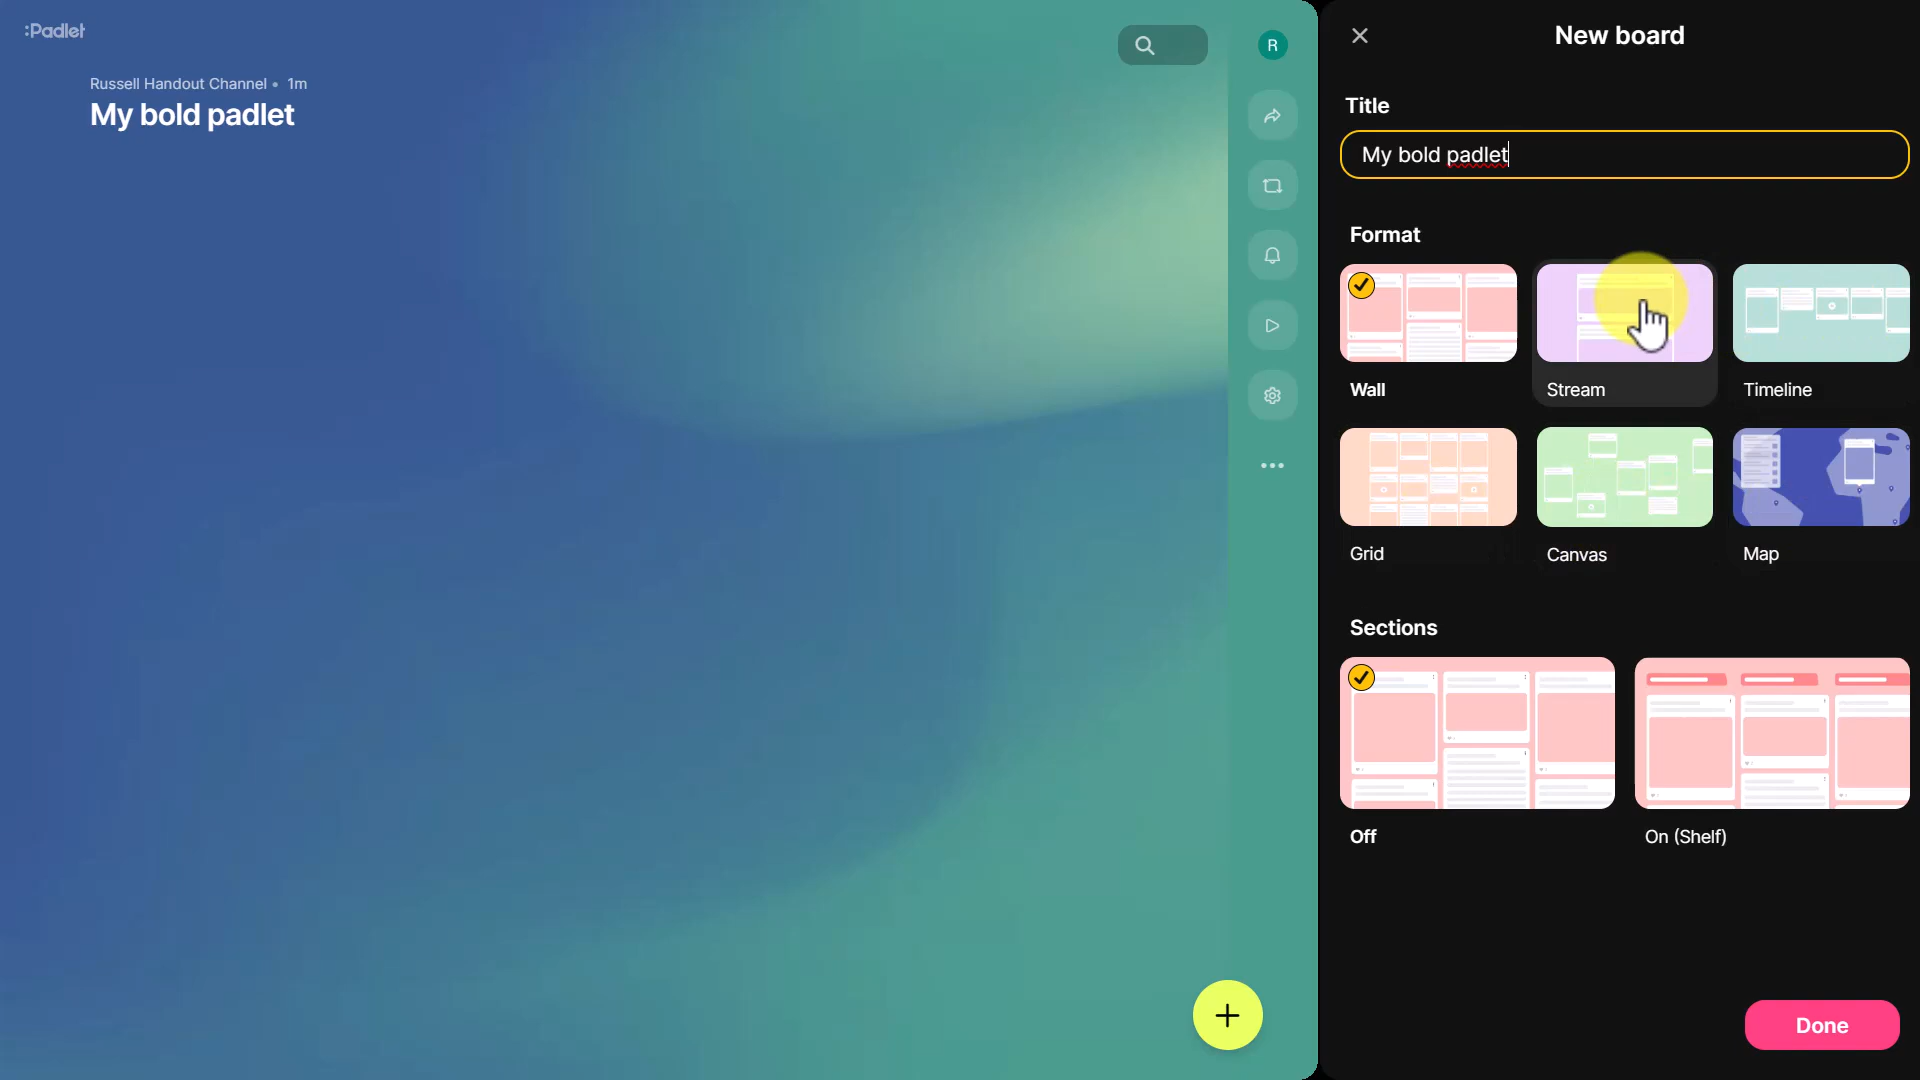 :Padlet
Russell Handout Channel • 1m
My bold padlet
R
New board
Title
My bold padlet
Format
Wall
Stream
Timeline
Grid
Canvas
Map
Sections
Off
On (Shelf)
Done